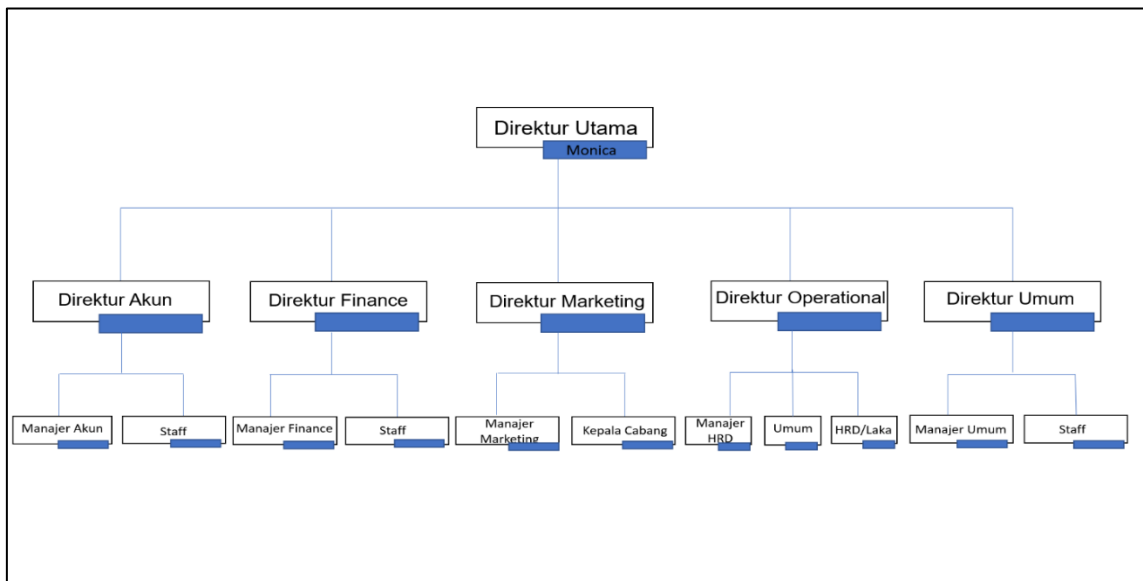 Direktur Utama
Monica
Direktur Akun
Direktur Finance
Direktur Marketing
Direktur Operational
Direktur Umum
Manajer Akun
Staff
Manajer Finance
Staff
Manajer
Marketing
Kepala Cabang
Manajer
HRD
Umum
HRD/Laka
Manajer Umum
Staff